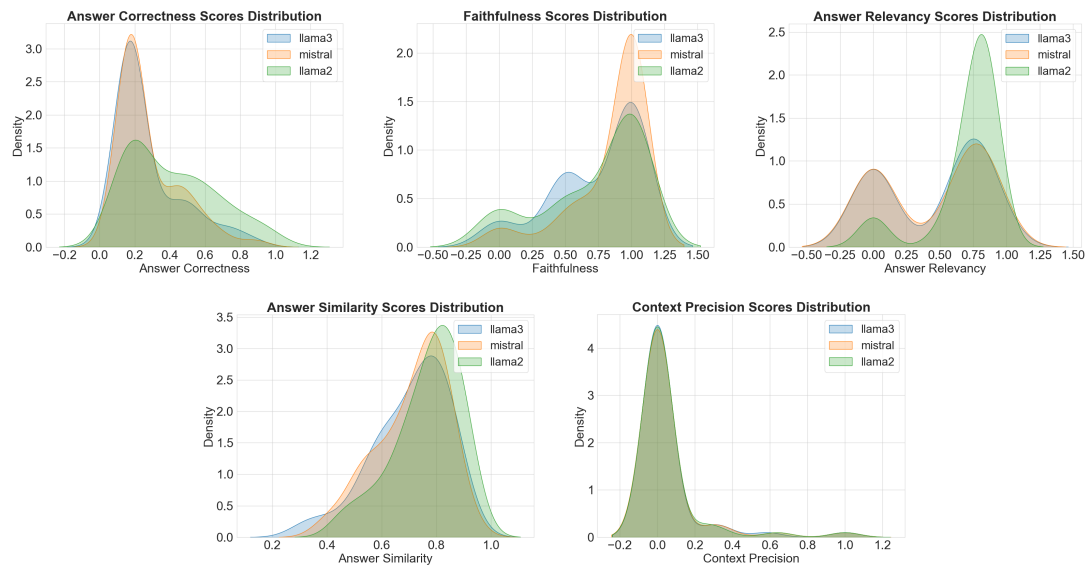 Answer Correctness Scores Distribution
Density
3.0
2.5
2.0
1.5
1.0
0.5
0.0
−0.2 0.0 0.2 0.4 0.6 0.8 1.0 1.2
Answer Correctness
llama3
mistral
llama2
Faithfulness Scores Distribution
Density
2.0
1.5
1.0
0.5
0.0
−0.50 −0.25 0.00 0.25 0.50 0.75 1.00 1.25 1.50
Faithfulness
llama3
mistral
llama2
Answer Relevancy Scores Distribution
Density
2.5
2.0
1.5
1.0
0.5
0.0
−0.50 −0.25 0.00 0.25 0.50 0.75 1.00 1.25 1.50
Answer Relevancy
llama3
mistral
llama2
Answer Similarity Scores Distribution
Density
3.5
3.0
2.5
2.0
1.5
1.0
0.5
0.0
0.2 0.4 0.6 0.8 1.0
Answer Similarity
llama3
mistral
llama2
Context Precision Scores Distribution
Density
4
3
2
1
0
−0.2 0.0 0.2 0.4 0.6 0.8 1.0 1.2
Context Precision
llama3
mistral
llama2